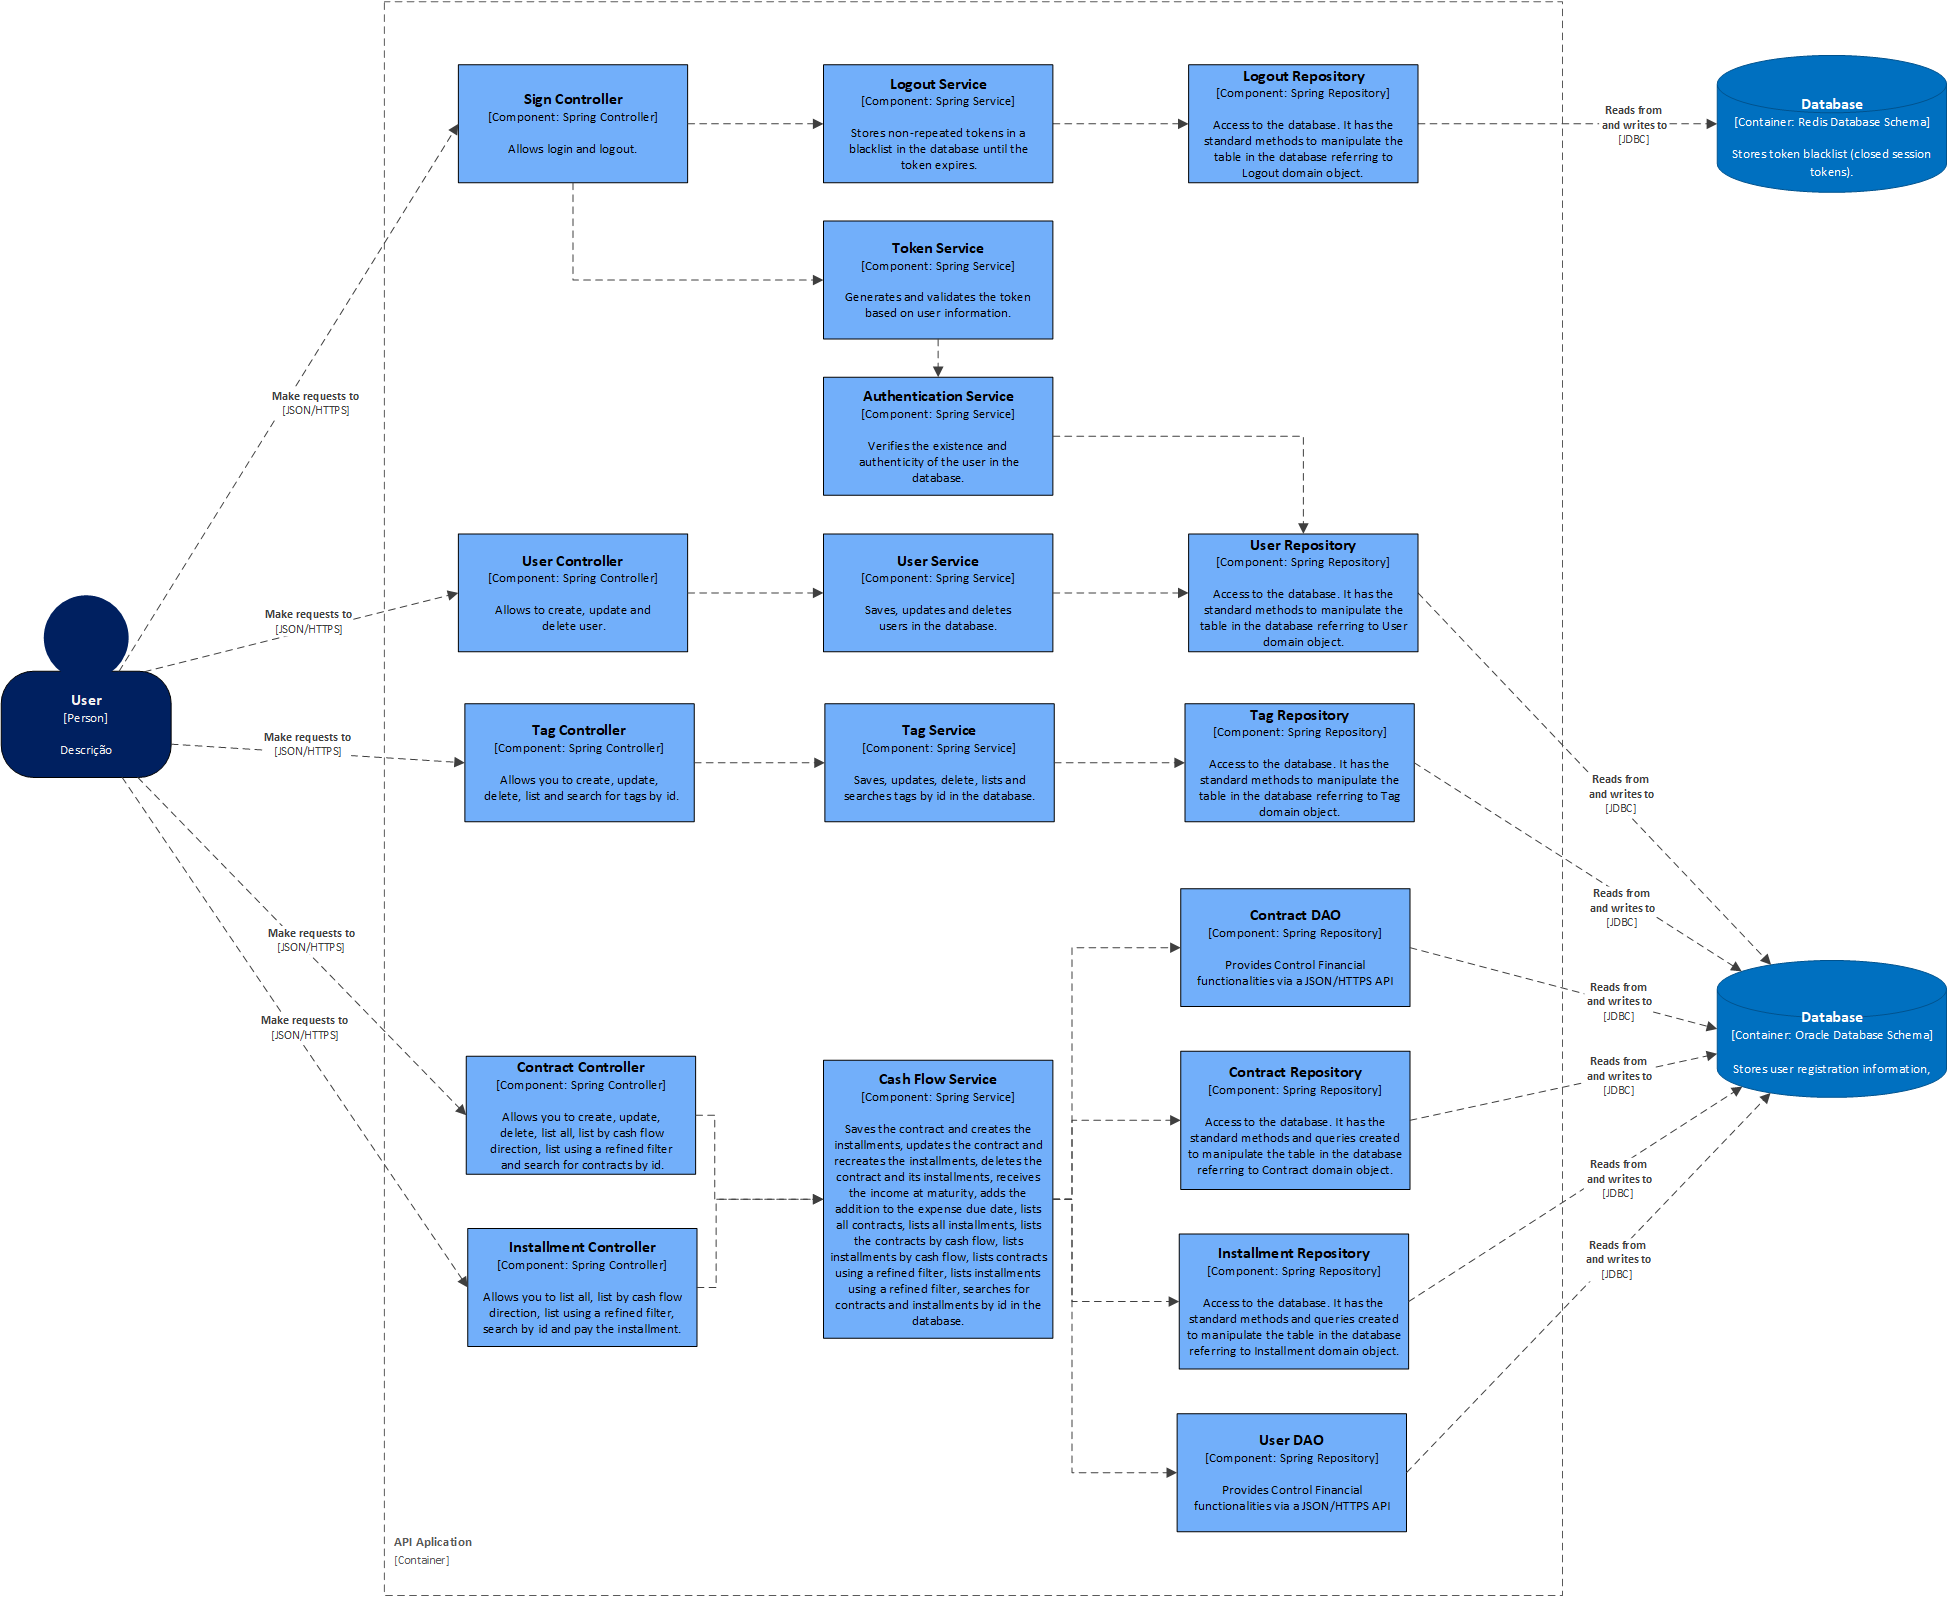 Sign Controller
[Component: Spring Controller]
Allows login and logout.
Logout Service
[Component: Spring Service]
Stores non-repeated tokens in a
blacklist in the database until the
token expires.
Logout Repository
[Component: Spring Repository]
Access to the database. It has the
standard methods to manipulate the
table in the database referring to
Logout domain object.
Reads from
and writes to
[JDBC]
Database
[Container: Redis Database Schema]
Stores token blacklist (closed session
tokens).
Token Service
[Component: Spring Service]
Generates and validates the token
based on user information.
Make requests to
[JSON/HTTPS]
Authentication Service
[Component: Spring Service]
Verifies the existence and
authenticity of the user in the
database.
Make requests to
[JSON/HTTPS]
User Controller
[Component: Spring Controller]
Allows to create, update and
delete user.
User Service
[Component: Spring Service]
Saves, updates and deletes
users in the database.
User Repository
[Component: Spring Repository]
Access to the database. It has the
standard methods to manipulate the
table in the database referring to User
domain object.
User
[Person]
Descrição
Make requests to
[JSON/HTTPS]
Tag Controller
[Component: Spring Controller]
Allows you to create, update,
delete, list and search for tags by id.
Tag Service
[Component: Spring Service]
Saves, updates, delete, lists and
searches tags by id in the database.
Tag Repository
[Component: Spring Repository]
Access to the database. It has the
standard methods to manipulate the
table in the database referring to Tag
domain object.
Reads from
and writes to
[JDBC]
Reads from
and writes to
[JDBC]
Make requests to
[JSON/HTTPS]
Contract DAO
[Component: Spring Repository]
Provides Control Financial
functionalities via a JSON/HTTPS API
Reads from
and writes to
[JDBC]
Database
[Container: Oracle Database Schema]
Stores user registration information,
Make requests to
[JSON/HTTPS]
Contract Controller
[Component: Spring Controller]
Allows you to create, update,
delete, list all, list by cash flow
direction, list using a refined filter
and search for contracts by id.
Cash Flow Service
[Component: Spring Service]
Saves the contract and creates the
installments, updates the contract and
recreates the installments, deletes the
contract and its installments, receives
the income at maturity, adds the
addition to the expense due date, lists
all contracts, lists all installments, lists
the contracts by cash flow, lists
installments by cash flow, lists contracts
using a refined filter, lists installments
using a refined filter, searches for
contracts and installments by id in the
database.
Contract Repository
[Component: Spring Repository]
Access to the database. It has the
standard methods and queries created
to manipulate the table in the database
referring to Contract domain object.
Reads from
and writes to
[JDBC]
Reads from
and writes to
[JDBC]
Installment Controller
[Component: Spring Controller]
Allows you to list all, list by cash flow
direction, list using a refined filter,
search by id and pay the installment.
Installment Repository
[Component: Spring Repository]
Access to the database. It has the
standard methods and queries created
to manipulate the table in the database
referring to Installment domain object.
Reads from
and writes to
[JDBC]
User DAO
[Component: Spring Repository]
Provides Control Financial
functionalities via a JSON/HTTPS API
API Aplication
[Container]